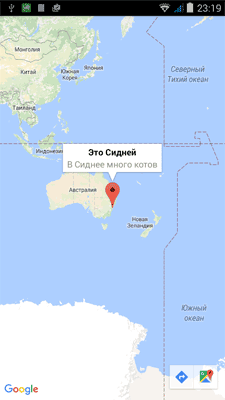 23:19
Монголия
Северный
Тихий океан
Китай
Южная
Корея
Япония
Таиланд
Индонезия
Это Сидней
В Сиднее много котов
Австралия
Новая
Зеландия
Южный
океан
Google